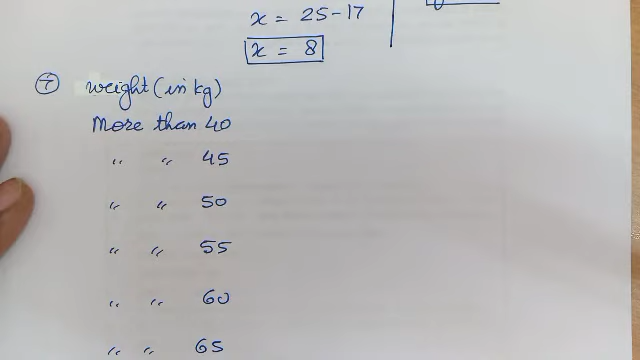 x = 25-17
x = 8
7 weight (in kg)
More than 40
〃 〃 45
〃 〃 50
〃 〃 55
〃 〃 60
〃 〃 65